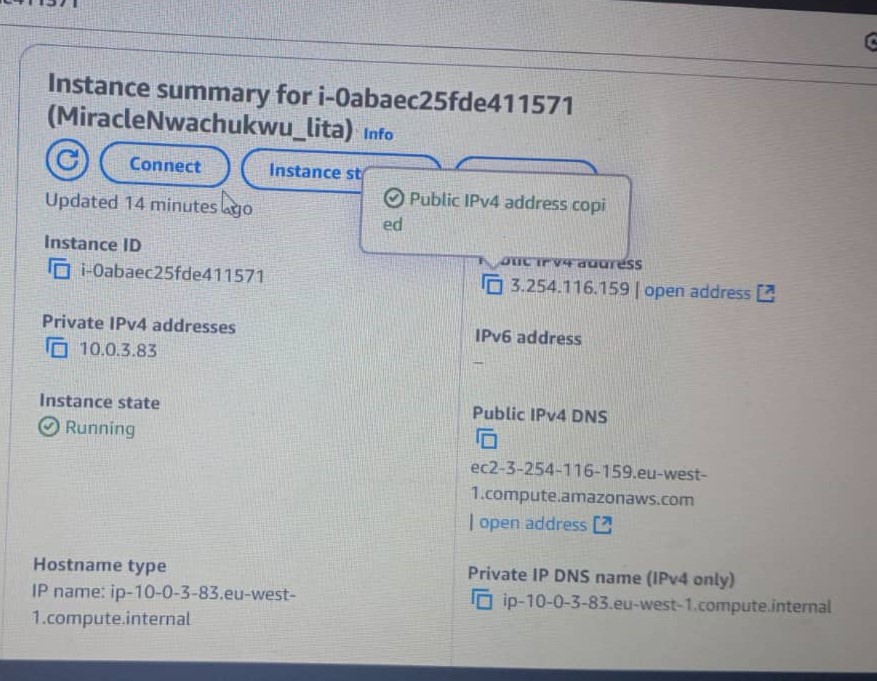 Instance summary for i-0abaec25fde411571
(MiracleNwachukwu_lita) Info
Connect
Instance st
Updated 14 minutes ago
Public IPv4 address copi
ed
Instance ID
i-0abaec25fde411571
Public IPv4 address
3.254.116.159 | open address
Private IPv4 addresses
10.0.3.83
IPv6 address
–
Instance state
Running
Public IPv4 DNS
ec2-3-254-116-159.eu-west-
1.compute.amazonaws.com
| open address
Hostname type
IP name: ip-10-0-3-83.eu-west-
1.compute.internal
Private IP DNS name (IPv4 only)
ip-10-0-3-83.eu-west-1.compute.internal